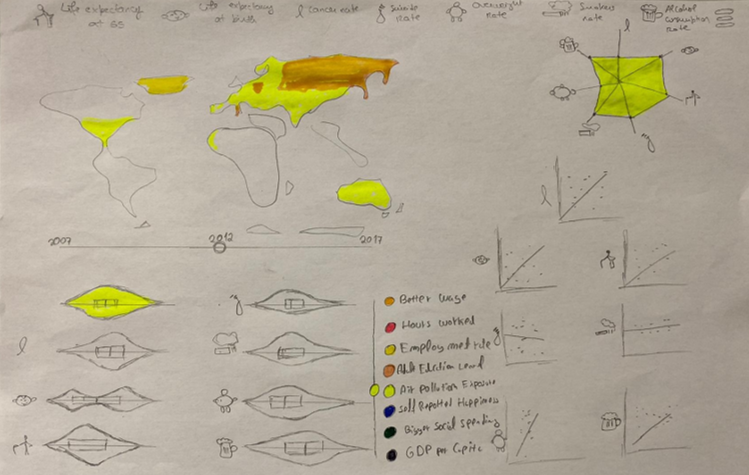 Life expectancy at 65
Life expectancy at birth
Cancer rate
Suicide Rate
Overweight Rate
Smokers rate
Alcohol consumption Rate
2007
2012
2017
Better wage
Hours worked
Employment rate
Adult Education Level
Air pollution Exposure
Self Reported Happiness
Bigger Social spending
GDP per Capita